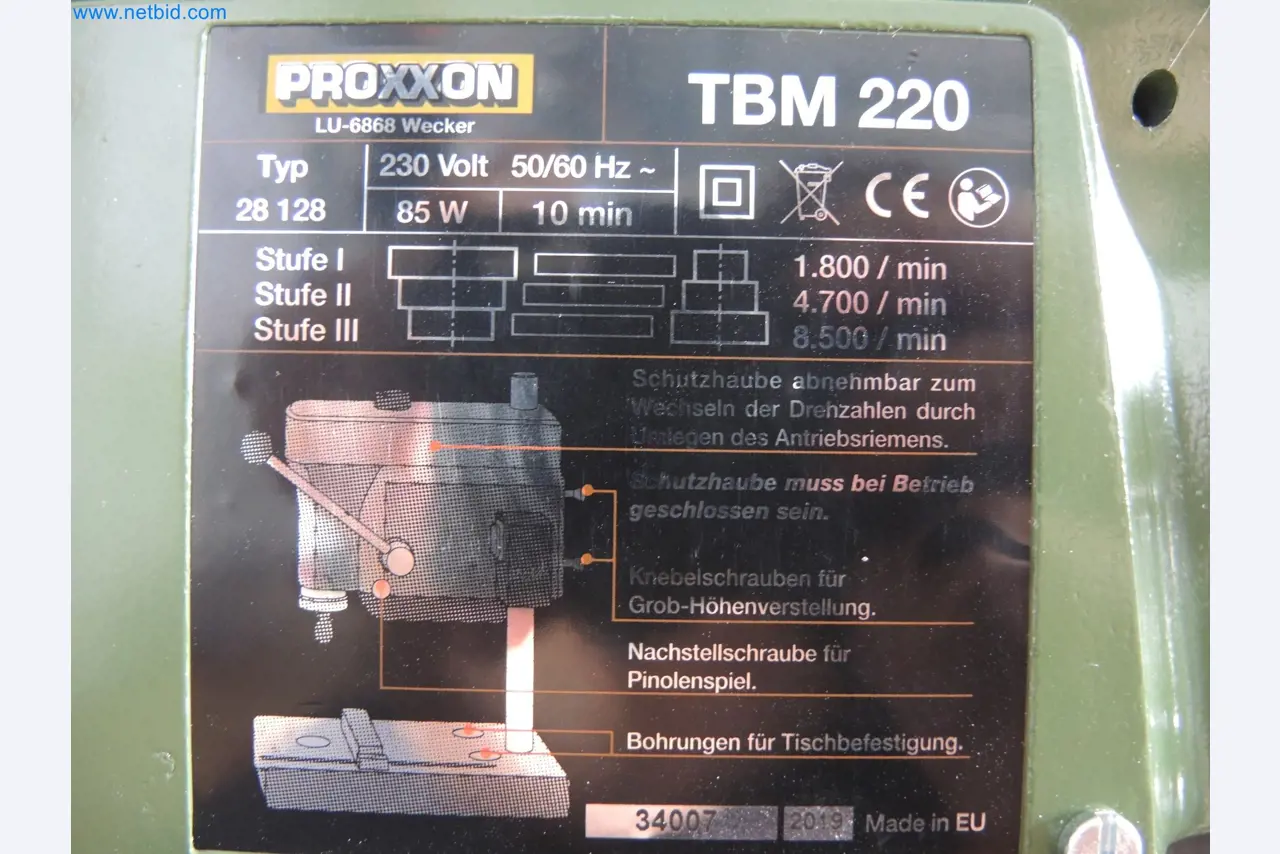 www.netbid.com
PROXXON
LU-6868 Wecker
TBM 220
Typ
28 128
230 Volt 50/60 Hz ~
85 W
10 min
CE
Stufe I
1.800 / min
Stufe II
4.700 / min
Stufe III
8.500 / min
Schutzhaube abnehmbar zum
Wechseln der Drehzahlen durch
Umlegen des Antriebsriemens.
Schutzhaube muss bei Betrieb
geschlossen sein.
Knebelschrauben für
Grob-Höhenverstellung.
Nachstellschraube für
Pinolenspiel.
Bohrungen für Tischbefestigung.
34007
2019
Made in EU